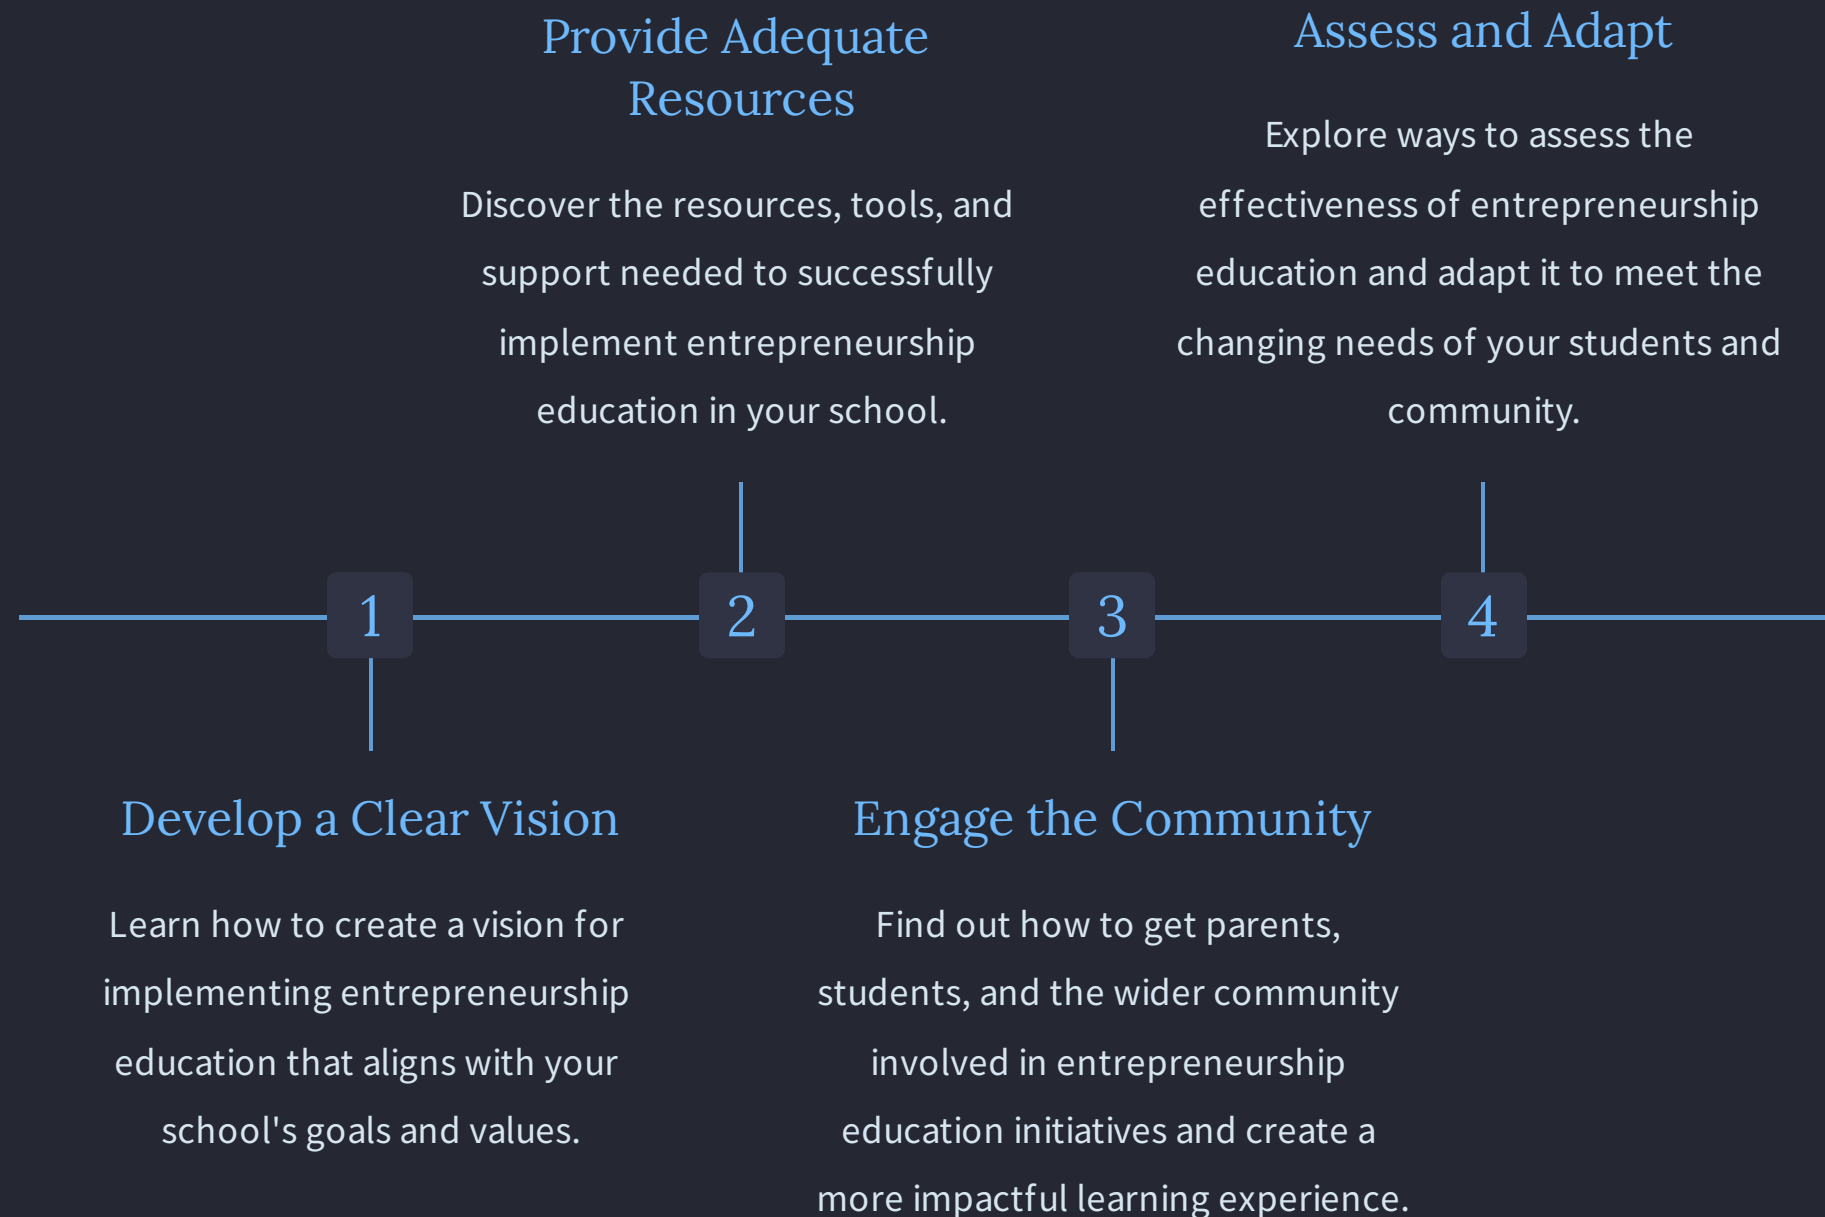 Provide Adequate
Resources
Discover the resources, tools, and
support needed to successfully
implement entrepreneurship
education in your school.
Assess and Adapt
Explore ways to assess the
effectiveness of entrepreneurship
education and adapt it to meet the
changing needs of your students and
community.
1
2
3
4
Develop a Clear Vision
Learn how to create a vision for
implementing entrepreneurship
education that aligns with your
school's goals and values.
Engage the Community
Find out how to get parents,
students, and the wider community
involved in entrepreneurship
education initiatives and create a
more impactful learning experience.